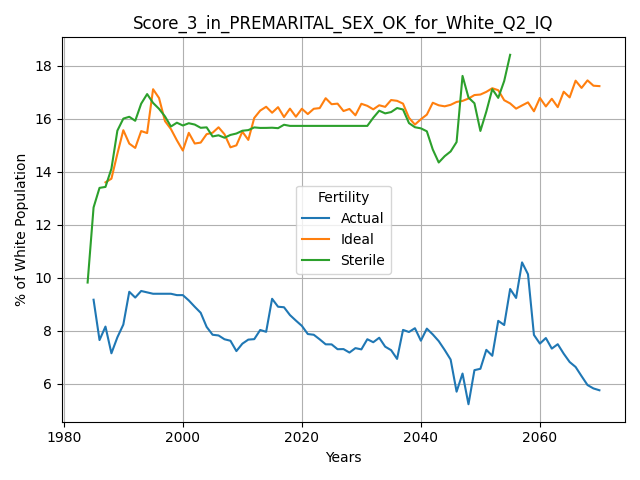 Score_3_in_PREMARITAL_SEX_OK_for_White_Q2_IQ
% of White Population
18
16
14
12
10
8
6
Fertility
Actual
Ideal
Sterile
1980
2000
2020
2040
2060
Years